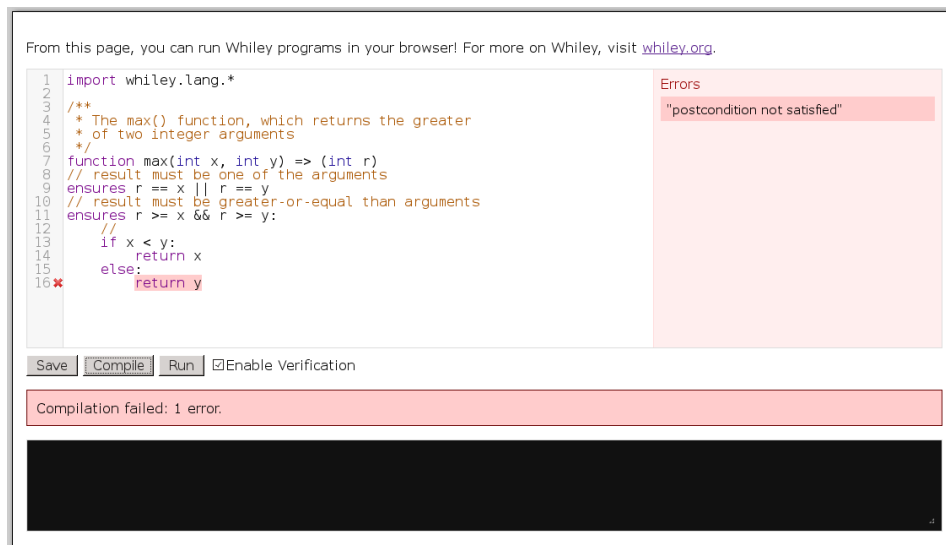 From this page, you can run Whiley programs in your browser! For more on Whiley, visit whiley.org.
1 import whiley.lang.*
2
3 /**
4  * The max() function, which returns the greater
5  * of two integer arguments
6  */
7 function max(int x, int y) => (int r)
8 // result must be one of the arguments
9 ensures r == x || r == y
10 // result must be greater-or-equal than arguments
11 ensures r >= x && r >= y:
12     //
13     if x < y:
14         return x
15     else:
16         return y
Errors
"postcondition not satisfied"
Save Compile Run Enable Verification
Compilation failed: 1 error.